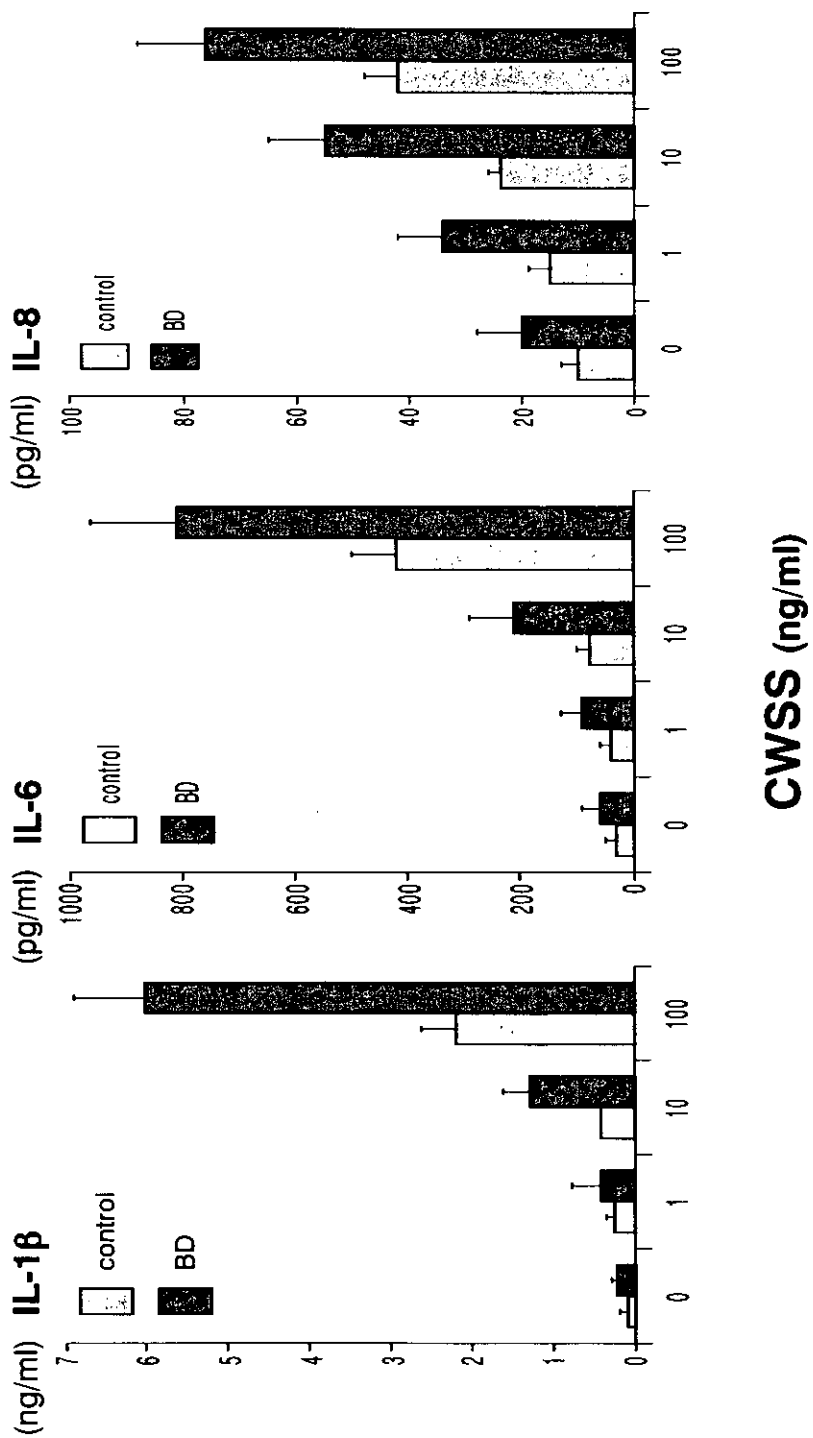 (ng/ml) IL-1β
control
BD
7
6
5
4
3
2
1
0
0 1 10 100
(pg/ml) IL-6
control
BD
1000
800
600
400
200
0
0 1 10 100
(pg/ml) IL-8
control
BD
100
80
60
40
20
0
0 1 10 100
CWSS (ng/ml)